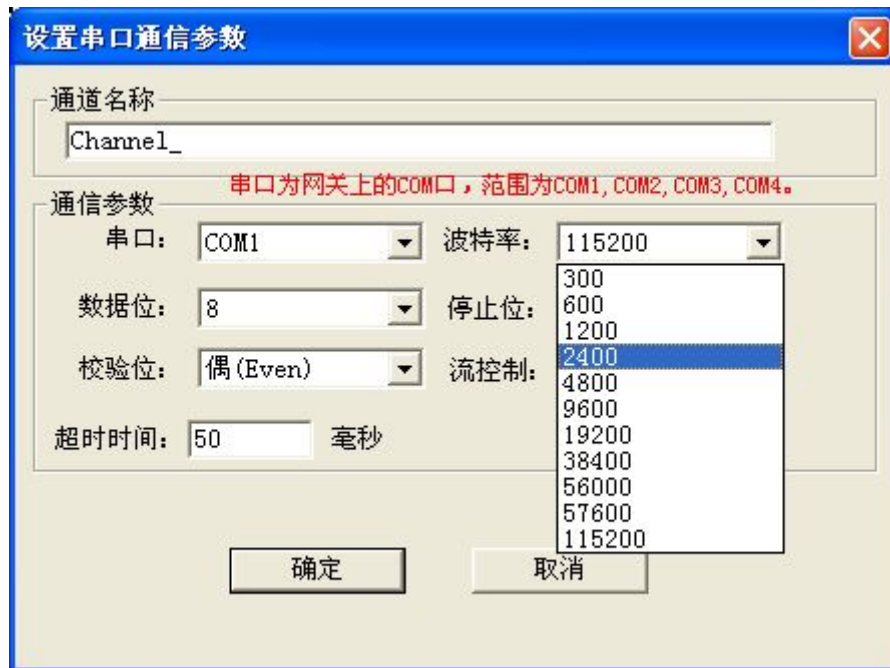 设置串口通信参数
通道名称
Channel_
串口为网关上的COM口，范围为COM1, COM2, COM3, COM4。
通信参数
串口： COM1 波特率： 115200
300
数据位： 8 停止位： 600
1200
2400
校验位： 偶(Even) 流控制： 4800
9600
超时时间： 50 毫秒 19200
38400
56000
57600
115200
确定 取消